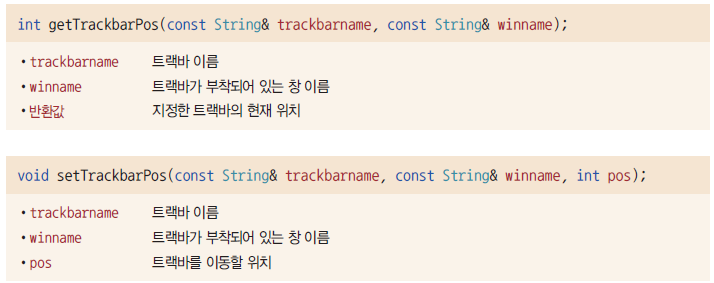 int getTrackbarPos(const String& trackbarname, const String& winname);
• trackbarname 트랙바 이름
• winname 트랙바가 부착되어 있는 창 이름
• 반환값 지정한 트랙바의 현재 위치
void setTrackbarPos(const String& trackbarname, const String& winname, int pos);
• trackbarname 트랙바 이름
• winname 트랙바가 부착되어 있는 창 이름
• pos 트랙바를 이동할 위치